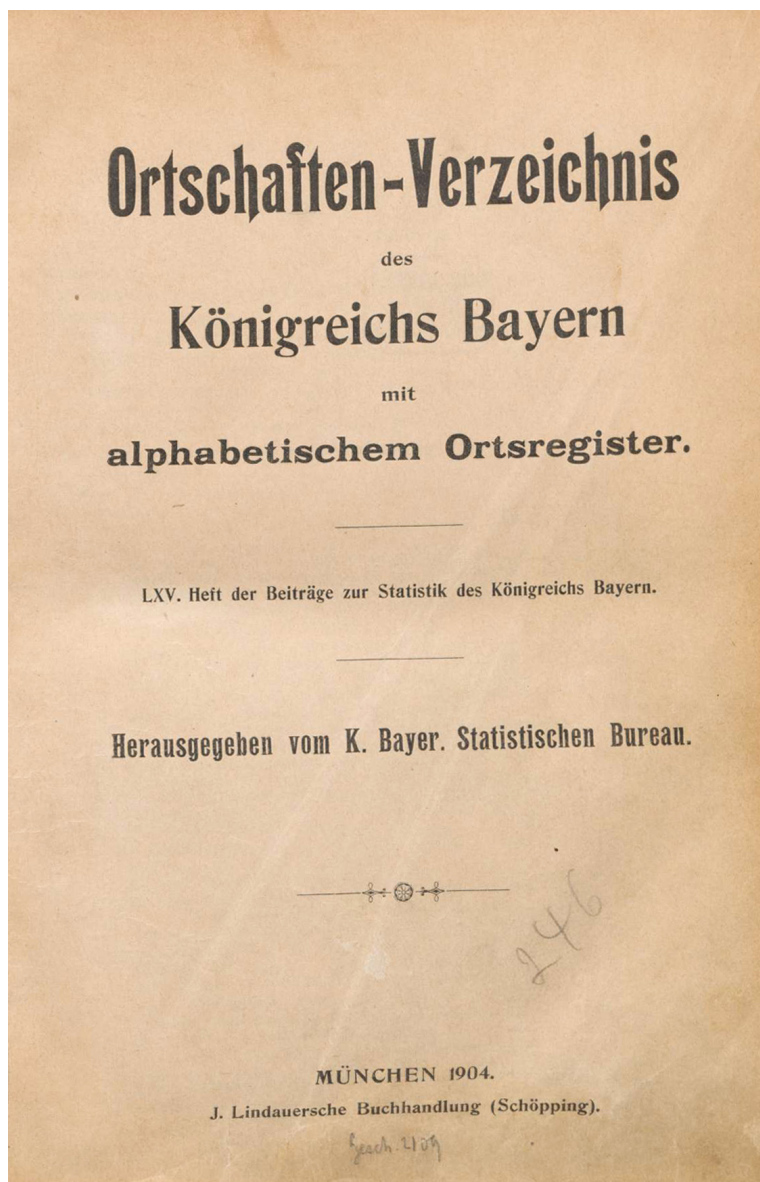 Ortschaften-Verzeichnis
des
Königreichs Bayern
mit
alphabetischem Ortsregister.
LXV. Heft der Beiträge zur Statistik des Königreichs Bayern.
Herausgegeben vom K. Bayer. Statistischen Bureau.
246
MÜNCHEN 1904.
J. Lindauersche Buchhandlung (Schöpping).